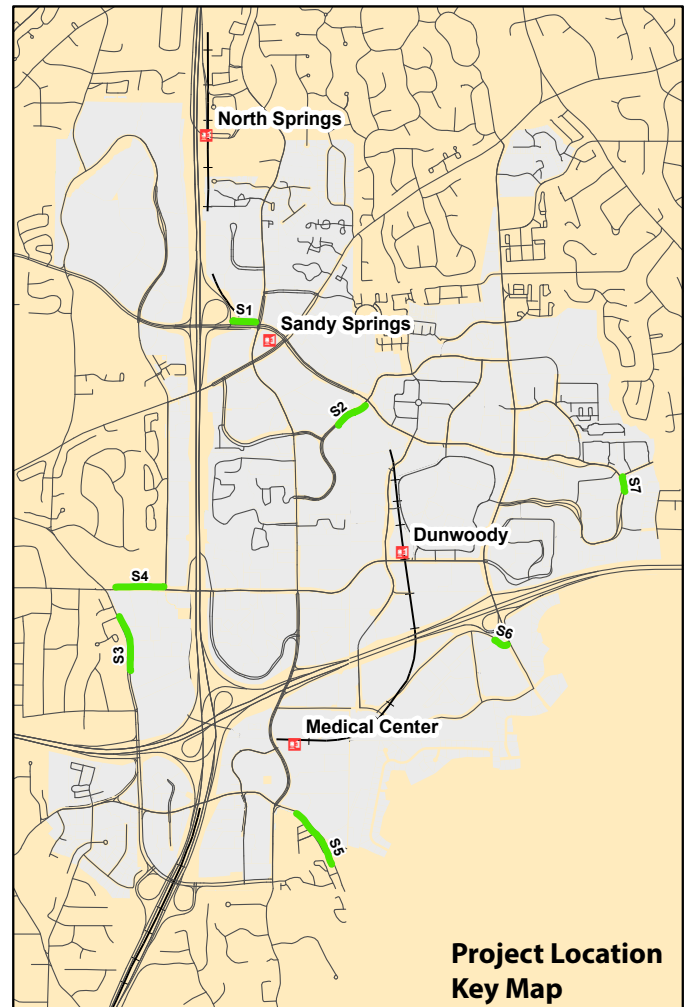 North Springs
S1
Sandy Springs
S2
S7
Dunwoody
S4
S3
S6
Medical Center
S5
Project Location
Key Map